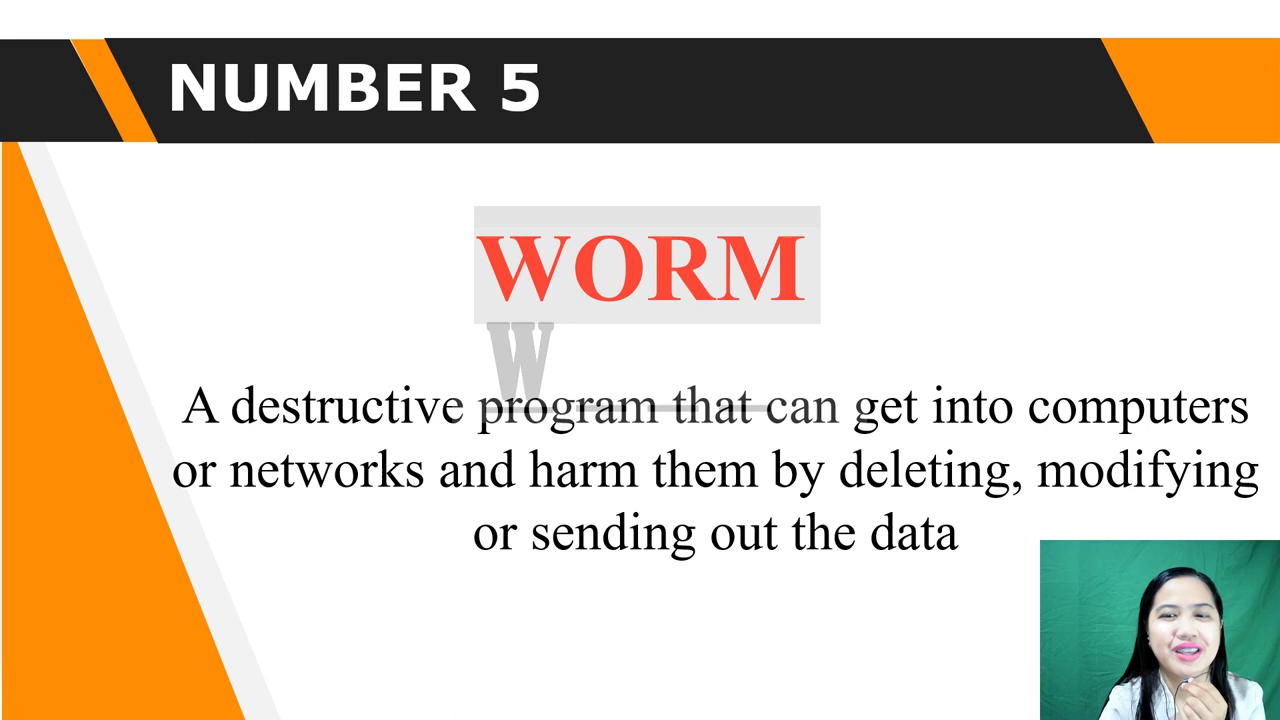 NUMBER 5
WORM
W _ _ _
A destructive program that can get into computers
or networks and harm them by deleting, modifying
or sending out the data